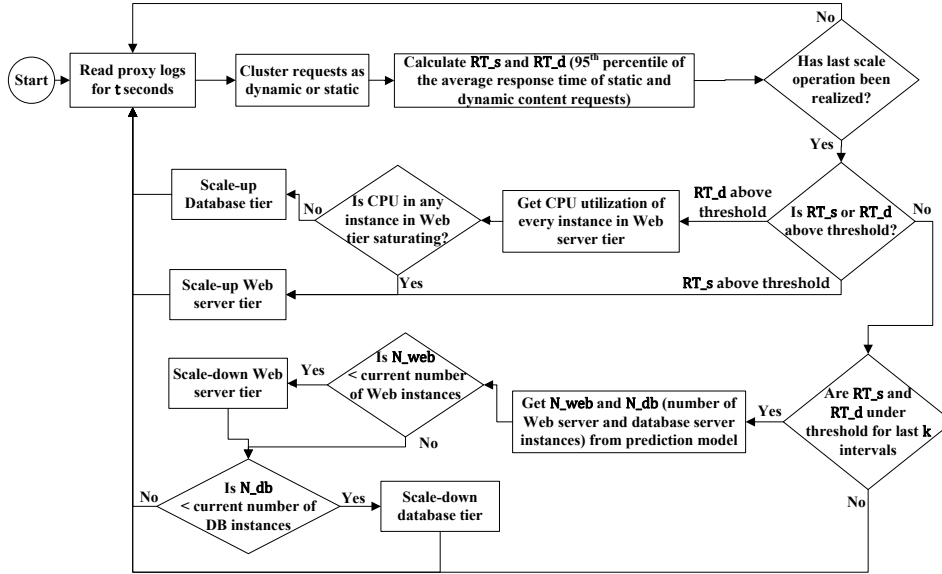 No
Start
Read proxy logs
for t seconds
Cluster requests as
dynamic or static
Calculate RT_s and RT_d (95th percentile of
the average response time of static and
dynamic content requests)
Has last scale
operation been
realized?
Yes
Scale-up
Database tier
No
Is CPU in any
instance in Web
tier saturating?
Get CPU utilization of
every instance in Web
server tier
RT_d above
threshold
Is RT_s or RT_d
above threshold?
No
Yes
RT_s above threshold
Scale-up Web
server tier
Scale-down Web
server tier
Yes
Is N_web
< current number
of Web instances
No
Get N_web and N_db (number of
Web server and database server
instances) from prediction model
Yes
Are RT_s and
RT_d under
threshold for last k
intervals
No
No
Is N_db
< current number of
DB instances
Yes
Scale-down
database tier